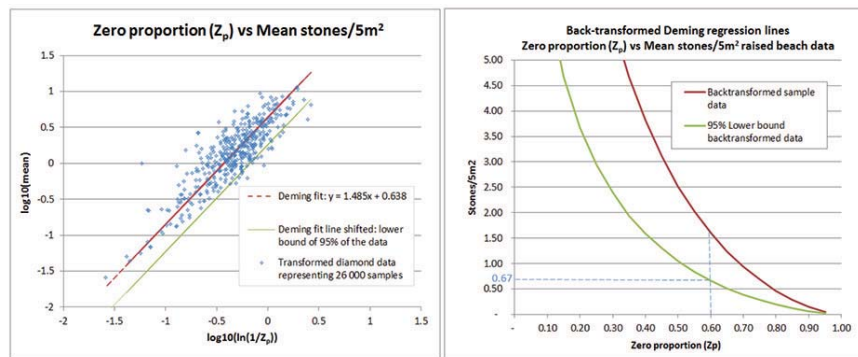 Zero proportion (Zp) vs Mean stones/5m²
log10(mean)
1.5
1
0.5
0
-0.5
-1
-1.5
-2
-2
-1.5
-1.0
-0.5
0.0
0.5
1.0
1.5
log10(ln(1/Zp))
Deming fit: y = 1.485x + 0.638
Deming fit line shifted: lower
bound of 95% of the data
Transformed diamond data
representing 26 000 samples
Back-transformed Deming regression lines
Zero proportion (Zp) vs Mean stones/5m² raised beach data
Stones/5m2
5.00
4.50
4.00
3.50
3.00
2.50
2.00
1.50
1.00
0.67
0.50
-
-
0.10
0.20
0.30
0.40
0.50
0.60
0.70
0.80
0.90
1.00
Zero proportion (Zp)
Backtransformed sample
data
95% Lower bound
backtransformed data